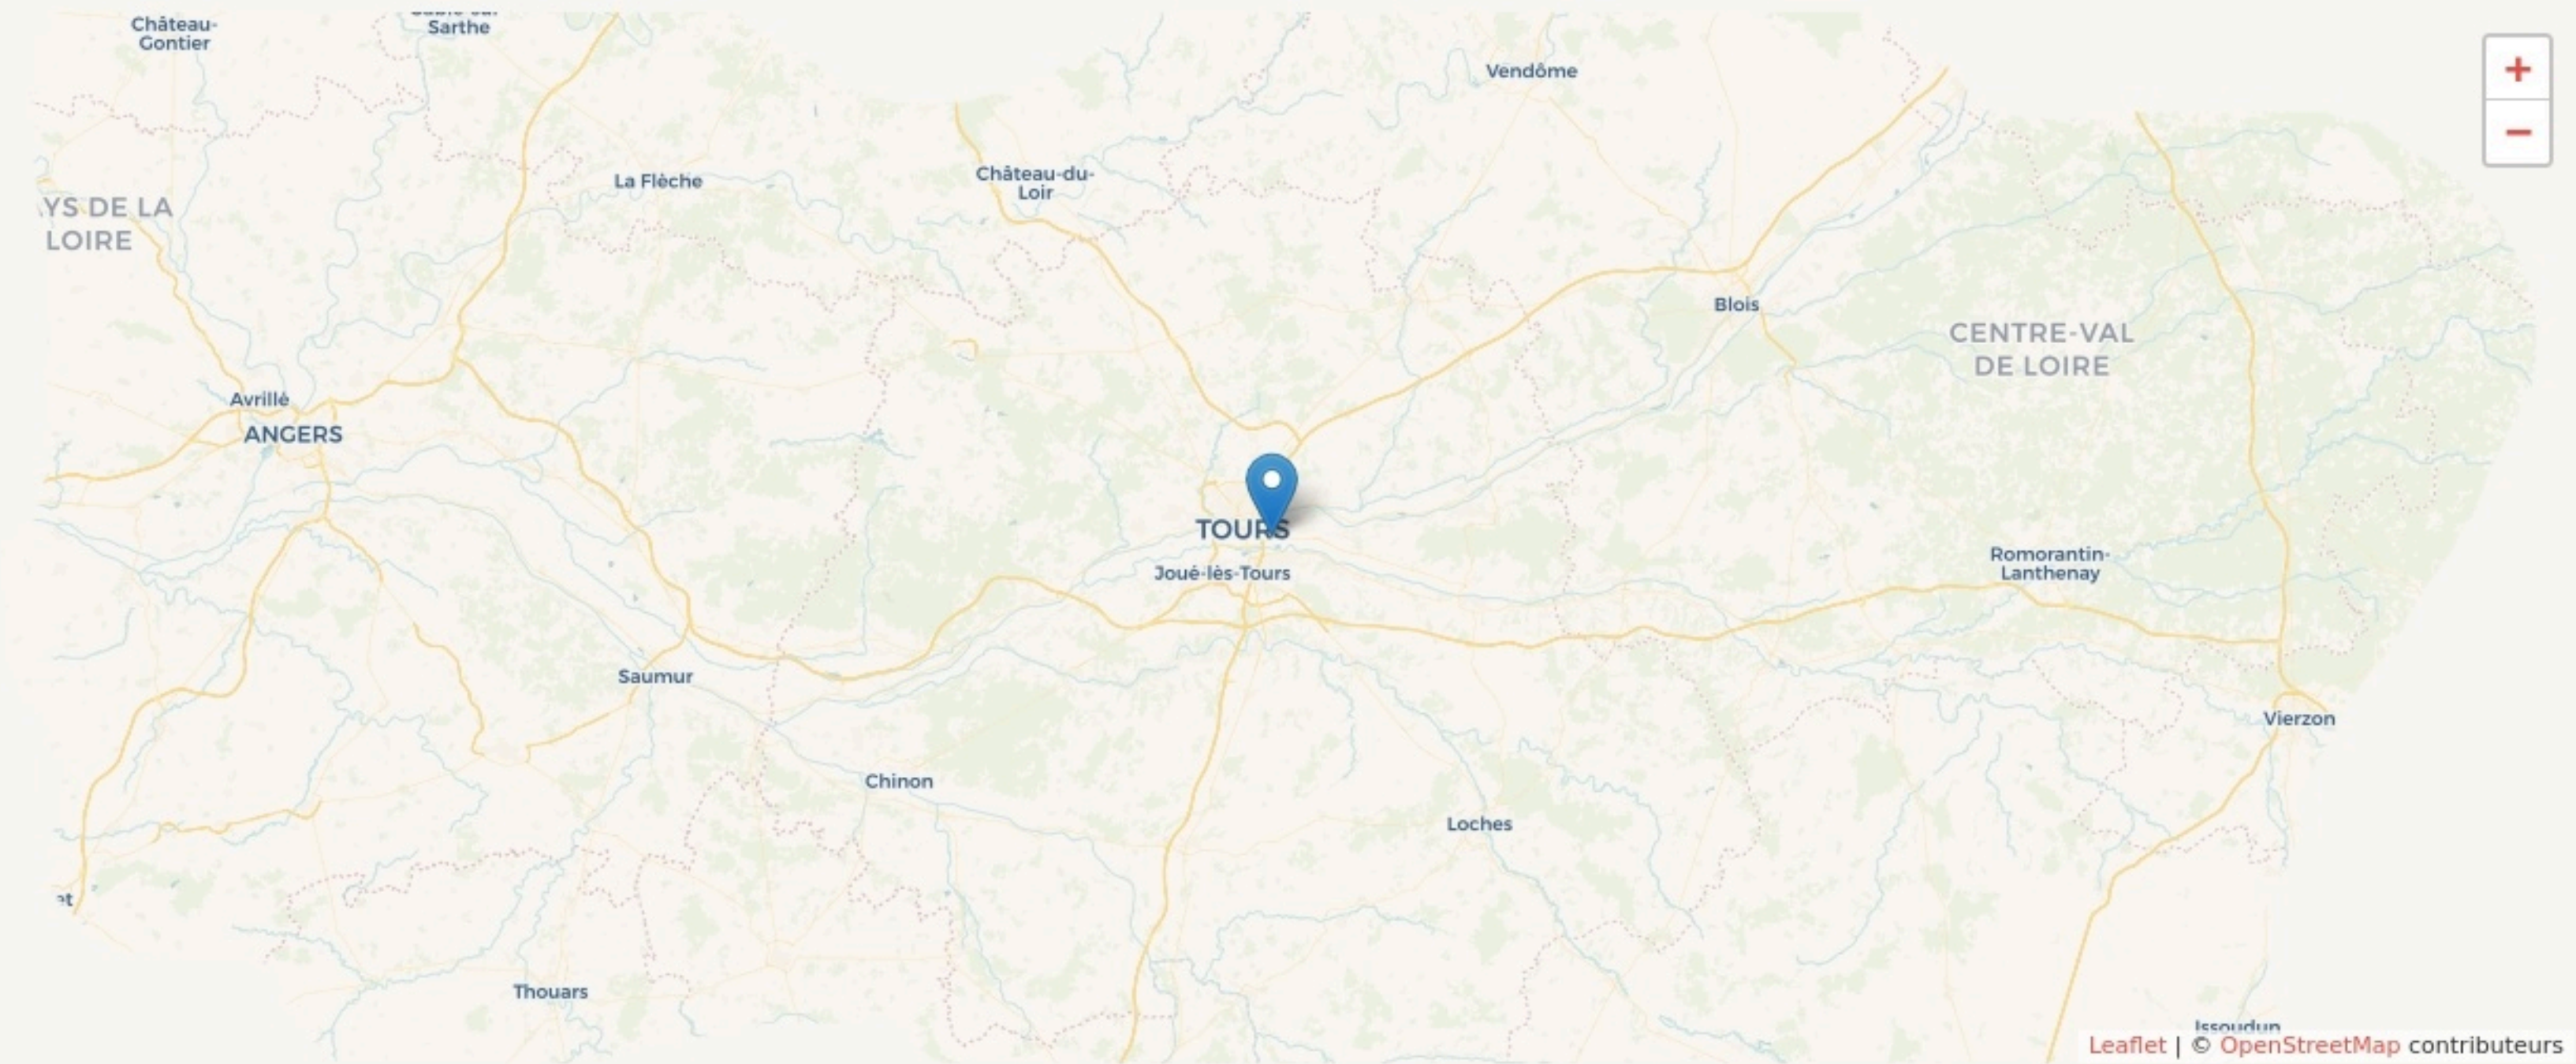 Château-
Gontier
Sarthe
Vendôme
+
−
La Flèche
Château-du-
Loir
YS DE LA
LOIRE
Blois
CENTRE-VAL
DE LOIRE
Avrillé
ANGERS
TOURS
Joué-lès-Tours
Romorantin-
Lanthenay
Saumur
Vierzon
Chinon
Loches
et
Thouars
Issoudun
Leaflet | © OpenStreetMap contributeurs